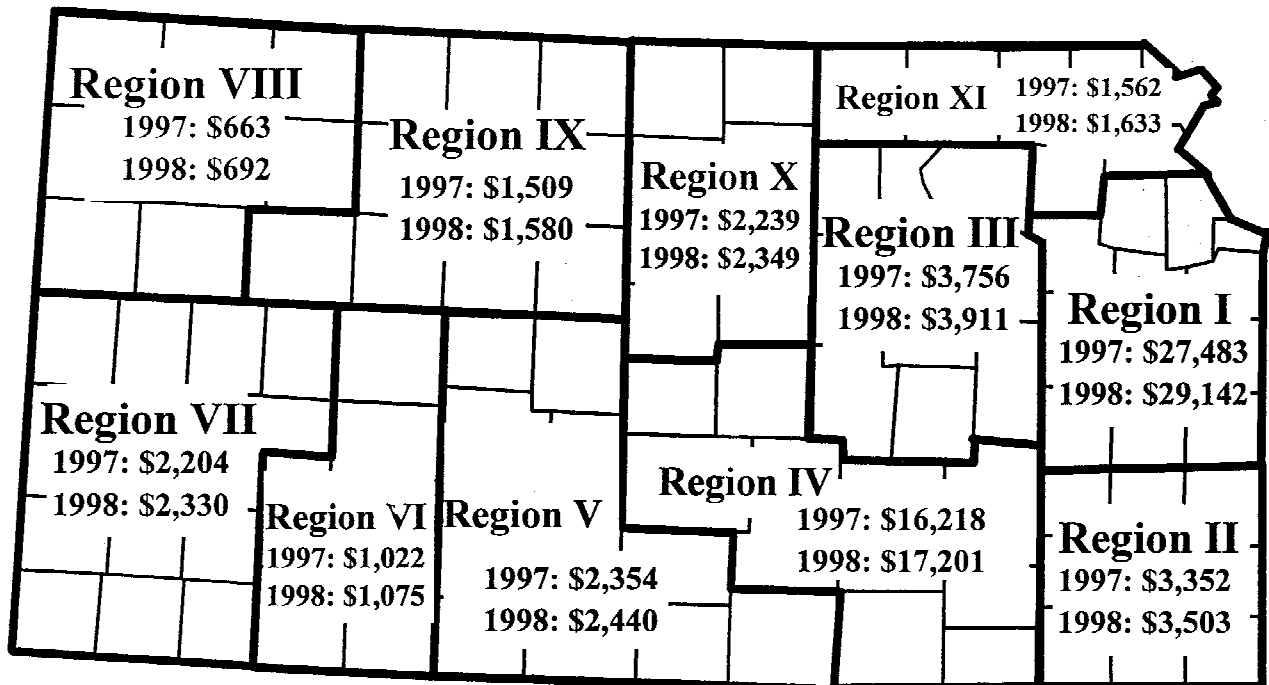 Region VIII
1997: $663
1998: $692
Region IX
1997: $1,509
1998: $1,580
Region X
1997: $2,239
1998: $2,349
Region XI
1997: $1,562
1998: $1,633
Region III
1997: $3,756
1998: $3,911
Region I
1997: $27,483
1998: $29,142
Region VII
1997: $2,204
1998: $2,330
Region VI
1997: $1,022
1998: $1,075
Region V
1997: $2,354
1998: $2,440
Region IV
1997: $16,218
1998: $17,201
Region II
1997: $3,352
1998: $3,503